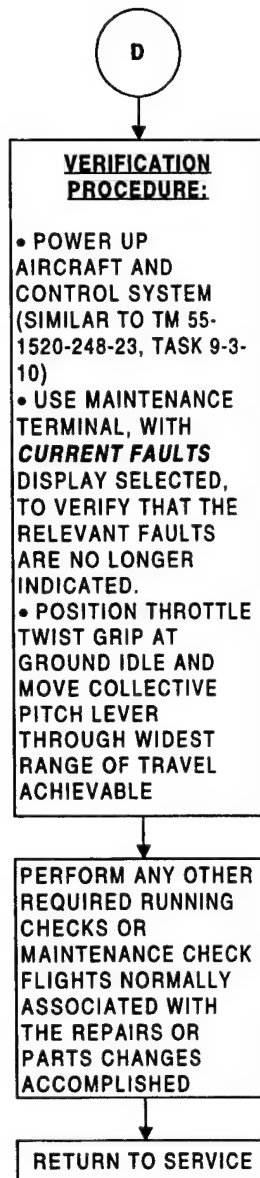 D
VERIFICATION
PROCEDURE:
• POWER UP
AIRCRAFT AND
CONTROL SYSTEM
(SIMILAR TO TM 55-
1520-248-23, TASK 9-3-
10)
• USE MAINTENANCE
TERMINAL, WITH
CURRENT FAULTS
DISPLAY SELECTED,
TO VERIFY THAT THE
RELEVANT FAULTS
ARE NO LONGER
INDICATED.
• POSITION THROTTLE
TWIST GRIP AT
GROUND IDLE AND
MOVE COLLECTIVE
PITCH LEVER
THROUGH WIDEST
RANGE OF TRAVEL
ACHIEVABLE
PERFORM ANY OTHER
REQUIRED RUNNING
CHECKS OR
MAINTENANCE CHECK
FLIGHTS NORMALLY
ASSOCIATED WITH
THE REPAIRS OR
PARTS CHANGES
ACCOMPLISHED
RETURN TO SERVICE